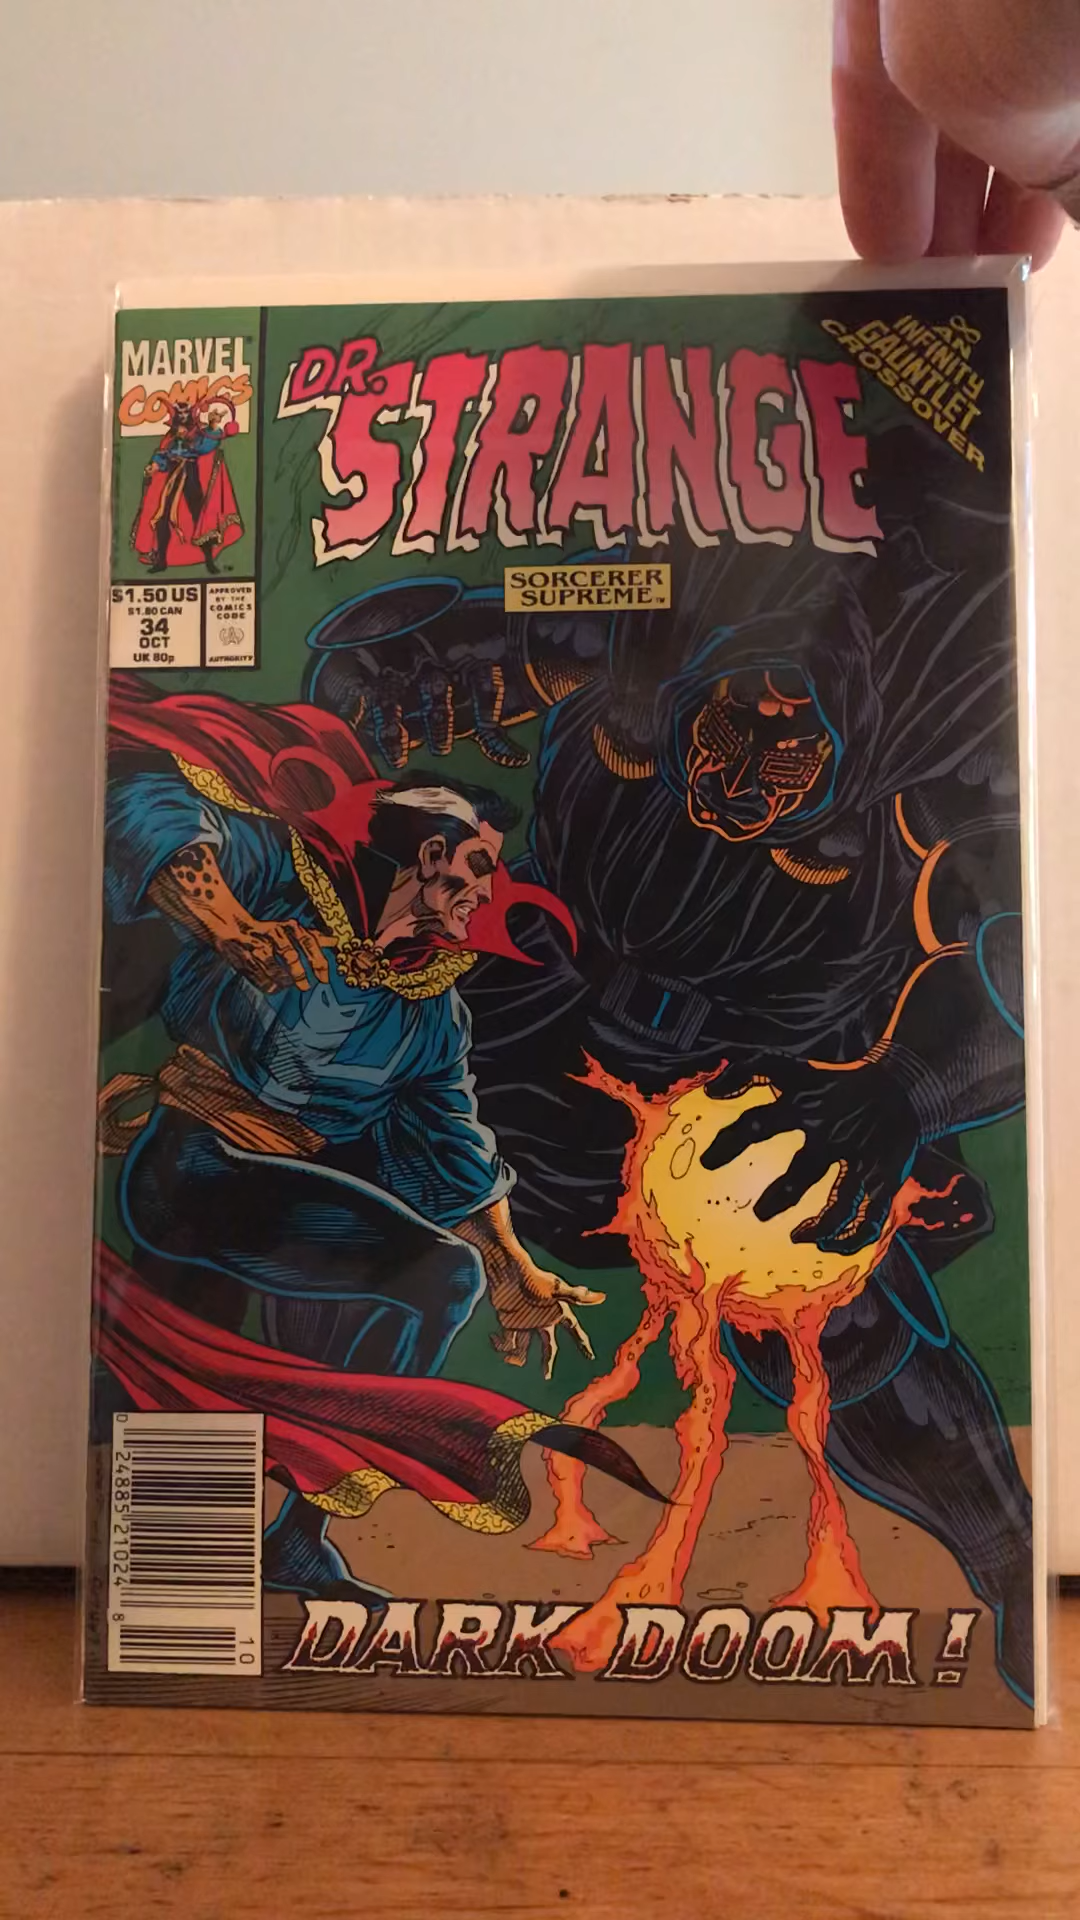 MARVEL
COMICS
DR.
STRANGE
AN
INFINITY
GAUNTLET
CROSSOVER
SORCERER
SUPREME™
$1.50 US
$1.80 CAN
34
OCT
UK 80p
APPROVED
BY THE
COMICS
CODE
AUTHORITY
0 24885 21024 8
10
DARK DOOM!